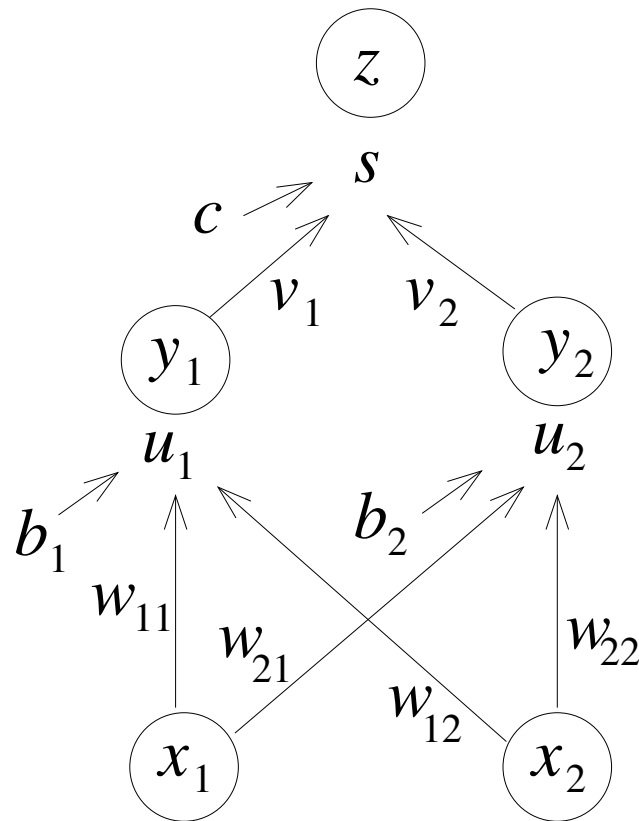 z
s
c
v₁ v₂
y₁ y₂
u₁ u₂
b₁ b₂
w₁₁ w₂₁ w₁₂ w₂₂
x₁ x₂